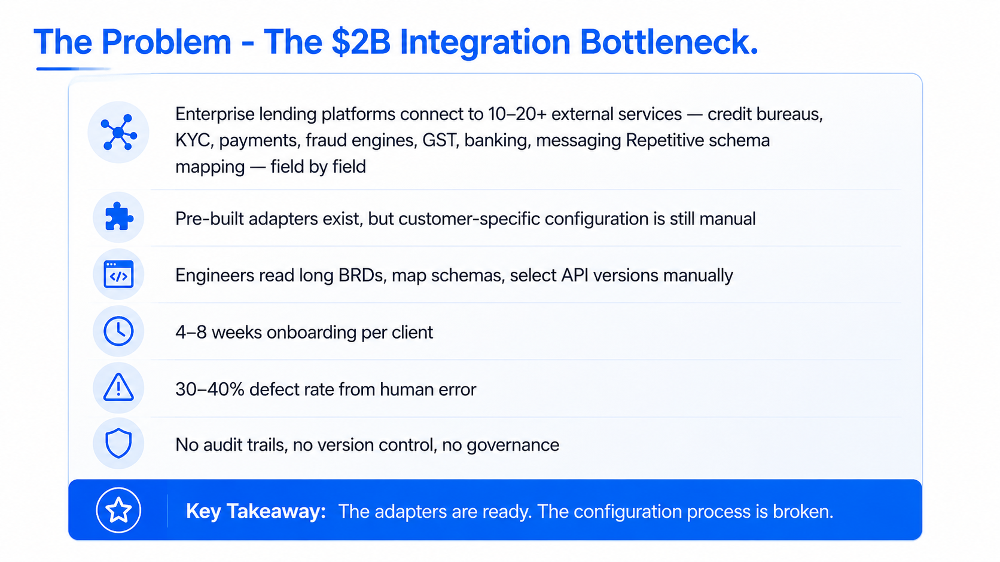 The Problem - The $2B Integration Bottleneck.
Enterprise lending platforms connect to 10–20+ external services — credit bureaus,
KYC, payments, fraud engines, GST, banking, messaging Repetitive schema
mapping — field by field
Pre-built adapters exist, but customer-specific configuration is still manual
</>
Engineers read long BRDs, map schemas, select API versions manually
4–8 weeks onboarding per client
30–40% defect rate from human error
No audit trails, no version control, no governance
Key Takeaway: The adapters are ready. The configuration process is broken.